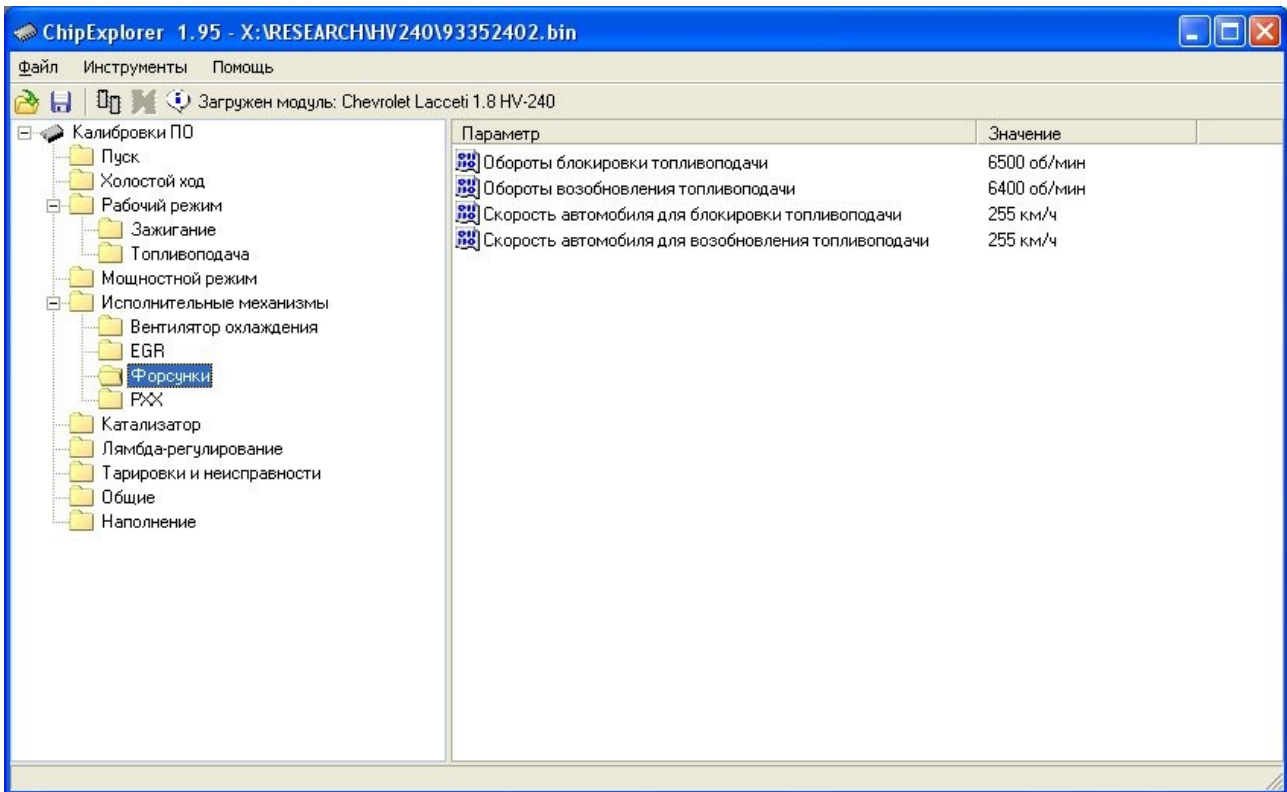 ChipExplorer 1.95 - X:\RESEARCH\HV240\93352402.bin
Файл Инструменты Помощь
Загружен модуль: Chevrolet Lacceti 1.8 HV-240
Калибровки ПО
Пуск
Холостой ход
Рабочий режим
Зажигание
Топливоподача
Мощностной режим
Исполнительные механизмы
Вентилятор охлаждения
EGR
Форсунки
РХХ
Катализатор
Лямбда-регулирование
Тарировки и неисправности
Общие
Наполнение
Параметр Значение
Обороты блокировки топливоподачи 6500 об/мин
Обороты возобновления топливоподачи 6400 об/мин
Скорость автомобиля для блокировки топливоподачи 255 км/ч
Скорость автомобиля для возобновления топливоподачи 255 км/ч